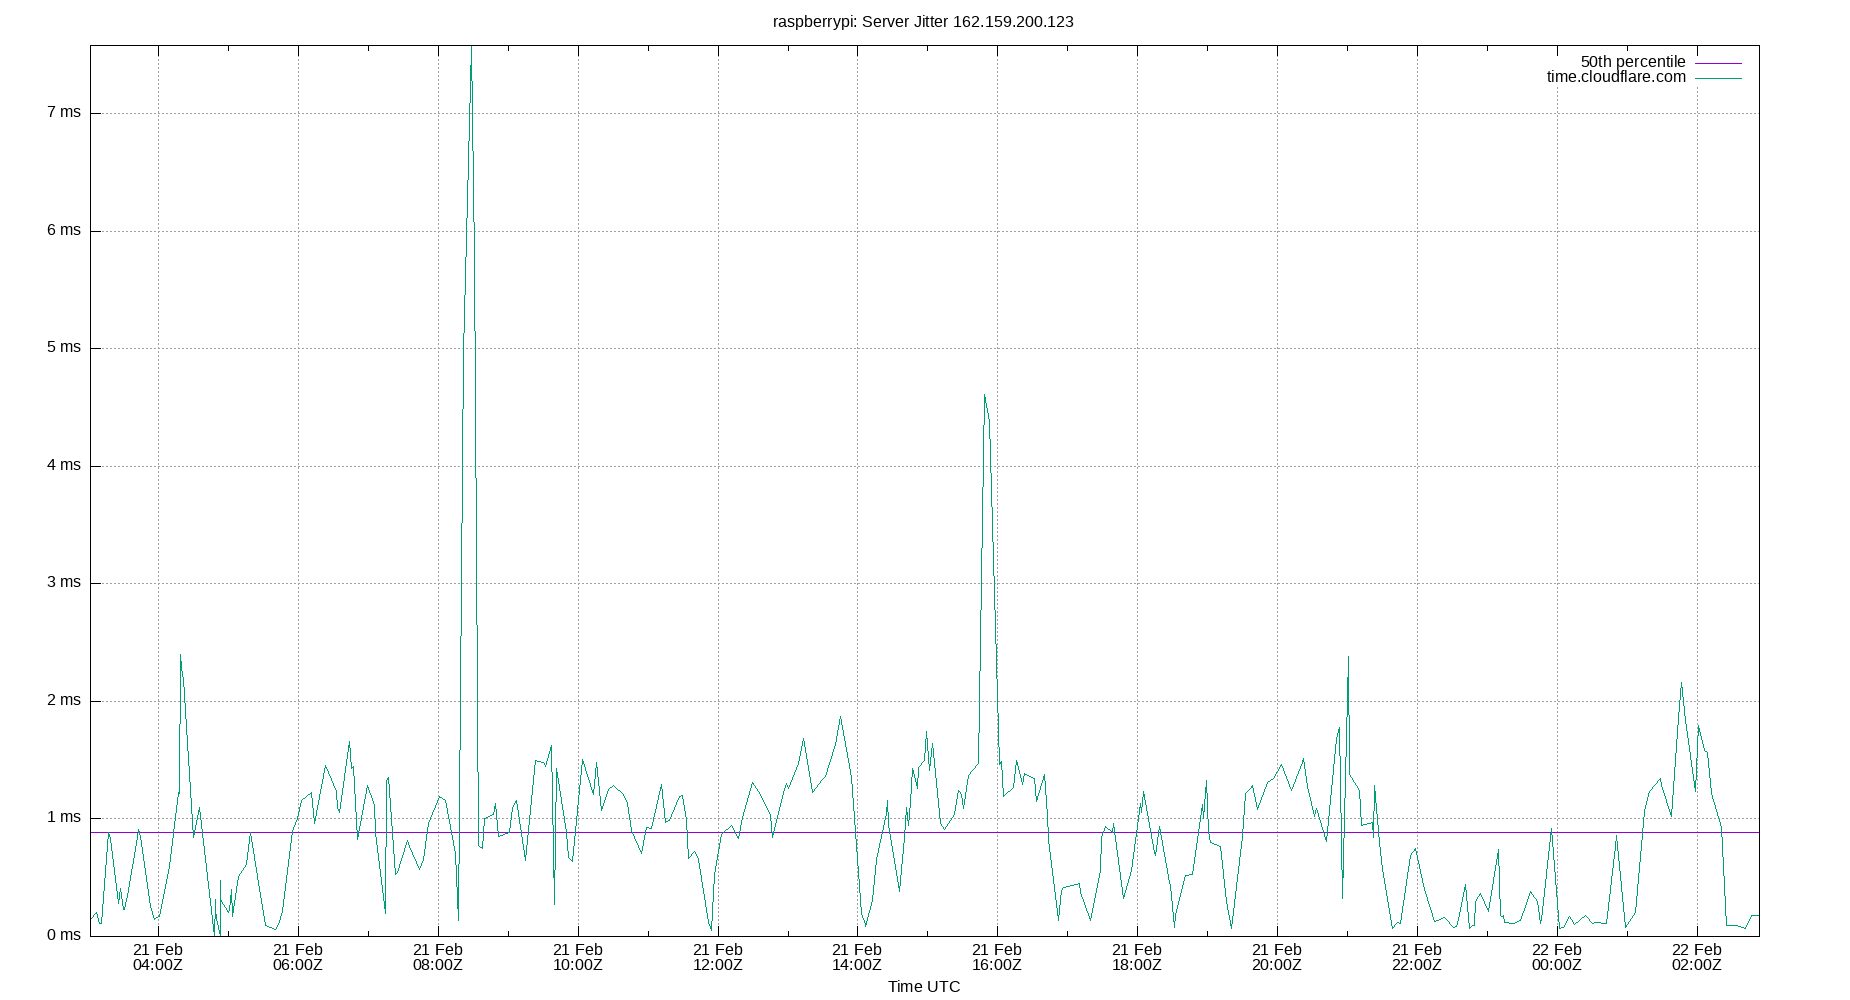 raspberrypi: Server Jitter 162.159.200.123
50th percentile
time.cloudflare.com
7 ms
6 ms
5 ms
4 ms
3 ms
2 ms
1 ms
0 ms
21 Feb 21 Feb 21 Feb 21 Feb 21 Feb 21 Feb 21 Feb 21 Feb 21 Feb 21 Feb 22 Feb 22 Feb
04:00Z 06:00Z 08:00Z 10:00Z 12:00Z 14:00Z 16:00Z 18:00Z 20:00Z 22:00Z 00:00Z 02:00Z
Time UTC